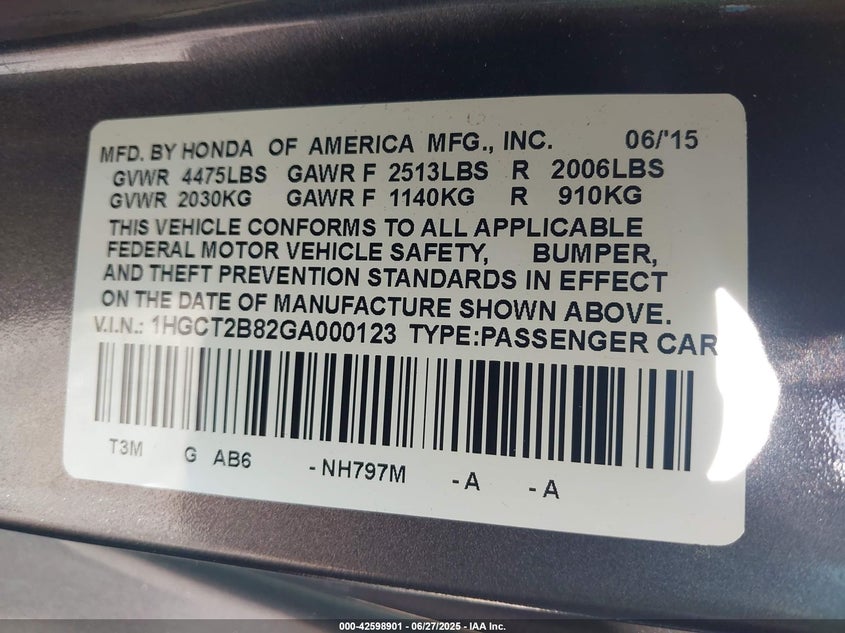 MFD. BY HONDA OF AMERICA MFG., INC. 06/'15
GVWR 4475LBS GAWR F 2513LBS R 2006LBS
GVWR 2030KG GAWR F 1140KG R 910KG
THIS VEHICLE CONFORMS TO ALL APPLICABLE
FEDERAL MOTOR VEHICLE SAFETY, BUMPER,
AND THEFT PREVENTION STANDARDS IN EFFECT
ON THE DATE OF MANUFACTURE SHOWN ABOVE.
V.I.N.: 1HGCT2B82GA000123 TYPE:PASSENGER CAR
T3M G AB6 -NH797M -A -A
000-42598901 - 06/27/2025 - IAA Inc.